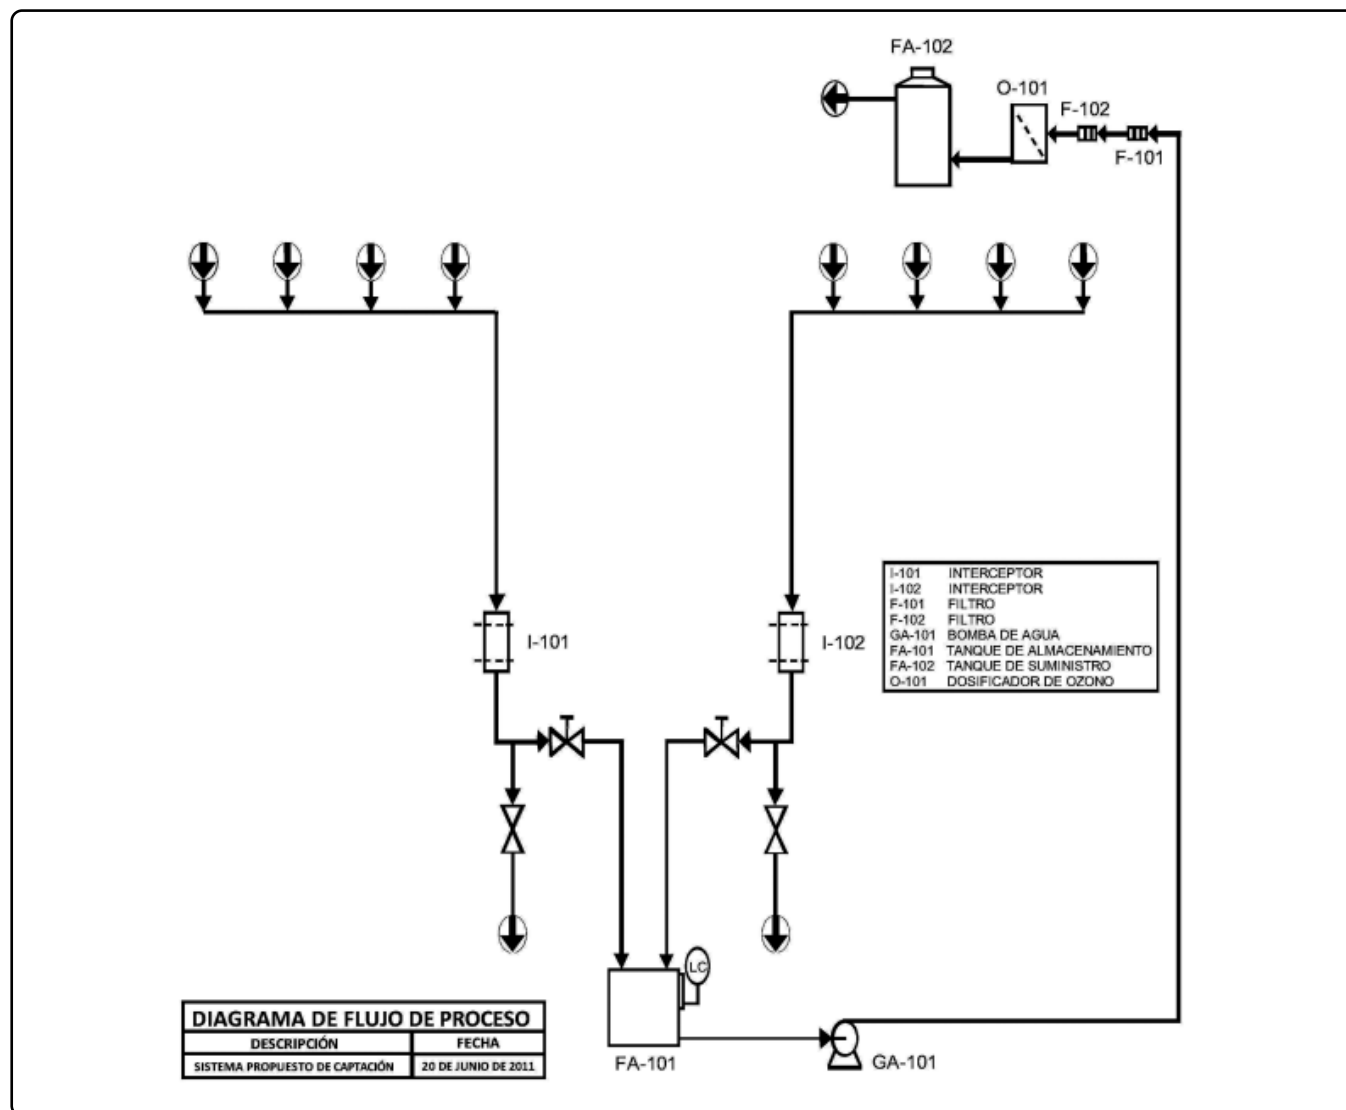 FA-102
O-101
F-102
F-101
I-101 INTERCEPTOR
I-102 INTERCEPTOR
F-101 FILTRO
F-102 FILTRO
GA-101 BOMBA DE AGUA
FA-101 TANQUE DE ALMACENAMIENTO
FA-102 TANQUE DE SUMINISTRO
O-101 DOSIFICADOR DE OZONO
I-101
I-102
LC
FA-101
GA-101
DIAGRAMA DE FLUJO DE PROCESO
DESCRIPCIÓN FECHA
SISTEMA PROPUESTO DE CAPTACIÓN 20 DE JUNIO DE 2011